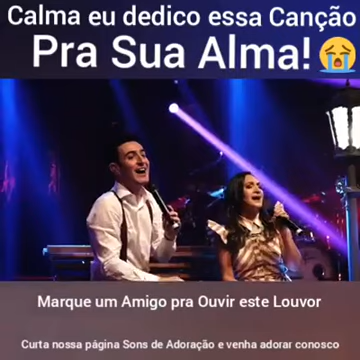 Calma eu dedico essa Canção
Pra Sua Alma! 😭
Marque um Amigo pra Ouvir este Louvor
Curta nossa página Sons de Adoração e venha adorar conosco